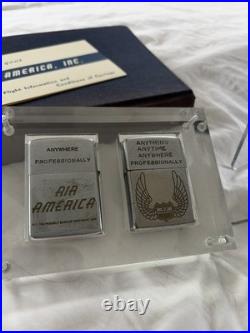 AMERICA, INC.
Flight Information and
Conditions of Carriage
ANYWHERE
PROFESSIONALLY
AIR
AMERICA
ANYTHING
ANYTIME
ANYWHERE
PROFESSIONALLY